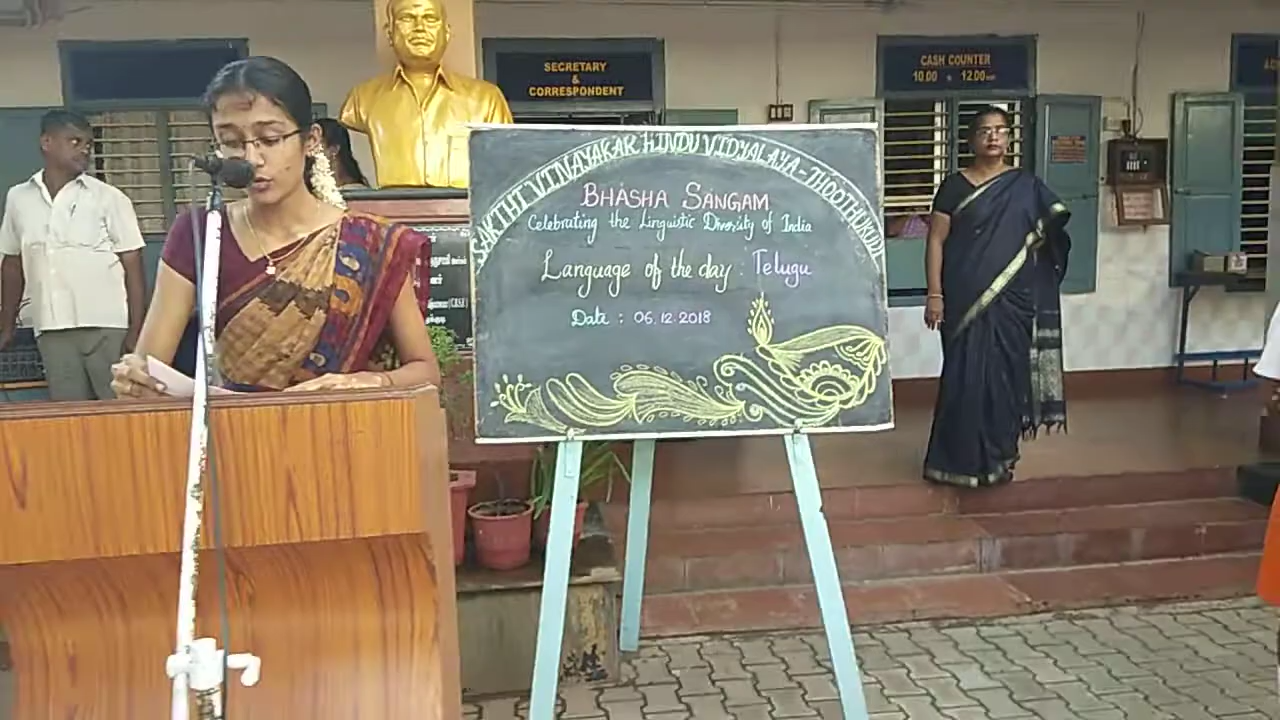 SECRETARY
&
CORRESPONDENT
CASH COUNTER
10.00 12.00
SAKTHI VINAYAKAR HINDU VIDYALAYA - THOOTHUKUDI
BHASHA SANGAM
Celebrating the Linguistic Diversity of India
Language of the day : Telugu
Date : 06.12.2018